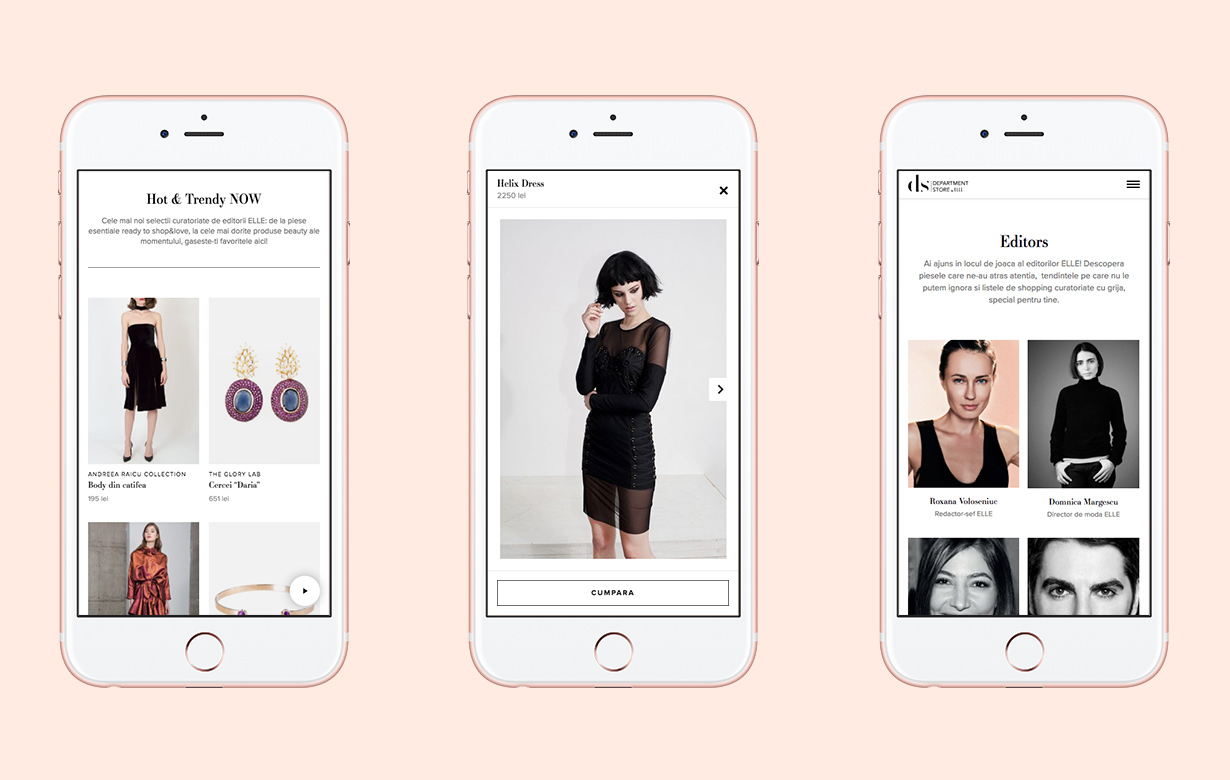 Hot & Trendy NOW
Cele mai noi selectii curatoriate de editorii ELLE: de la piese
esentiale ready to shop&love, la cele mai dorite produse beauty ale
momentului, gaseste-ti favoritele aici!
ANDREEA RAICU COLLECTION
Body din catifea
195 lei
THE GLORY LAB
Cercei "Daria"
651 lei
Helix Dress
2250 lei
CUMPARA
ds DEPARTMENT
STORE ELLE
Editors
Ai ajuns in locul de joaca al editorilor ELLE! Descopera
piesele care ne-au atras atentia, tendintele pe care nu le
putem ignora si listele de shopping curatoriate cu grija,
special pentru tine.
Roxana Voloseniuc
Redactor-sef ELLE
Domnica Margescu
Director de moda ELLE